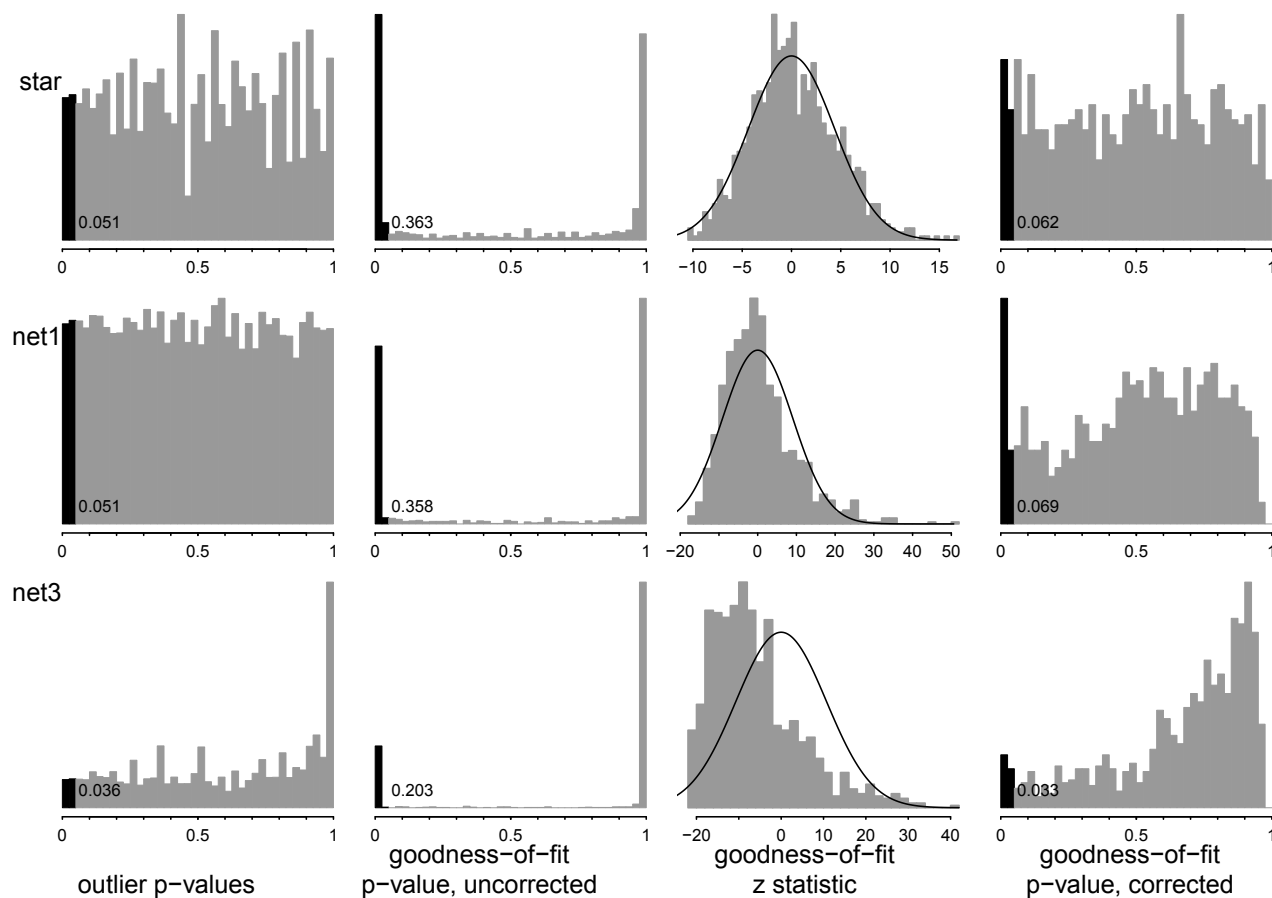 star
0.051
0.363
0.062
0 0.5 1
0 0.5 1
−10 −5 0 5 10 15
0 0.5 1
net1
0.051
0.358
0.069
0 0.5 1
0 0.5 1
−20 0 10 20 30 40 50
0 0.5 1
net3
0.036
0.203
0.033
0 0.5 1
0 0.5 1
−20 0 10 20 30 40
0 0.5 1
outlier p−values
goodness−of−fit
p−value, uncorrected
goodness−of−fit
z statistic
goodness−of−fit
p−value, corrected